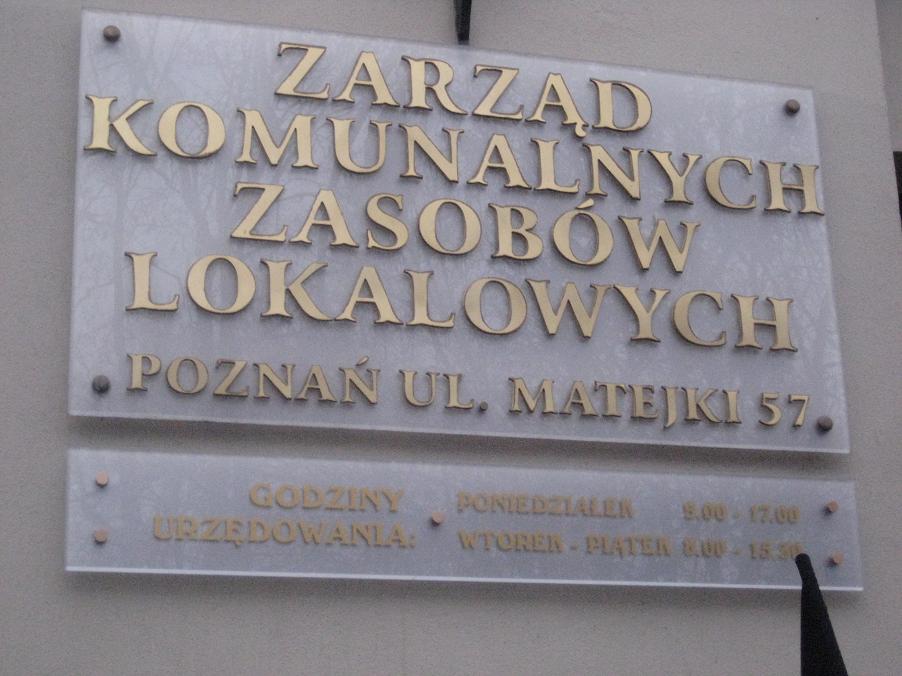 ZARZĄD
KOMUNALNYCH
ZASOBÓW
LOKALOWYCH
POZNAŃ UL. MATEJKI 57
GODZINY PONIEDZIAŁEK 9.00 - 17.00
URZĘDOWANIA: WTOREK - PIĄTEK 8.00 - 15.30